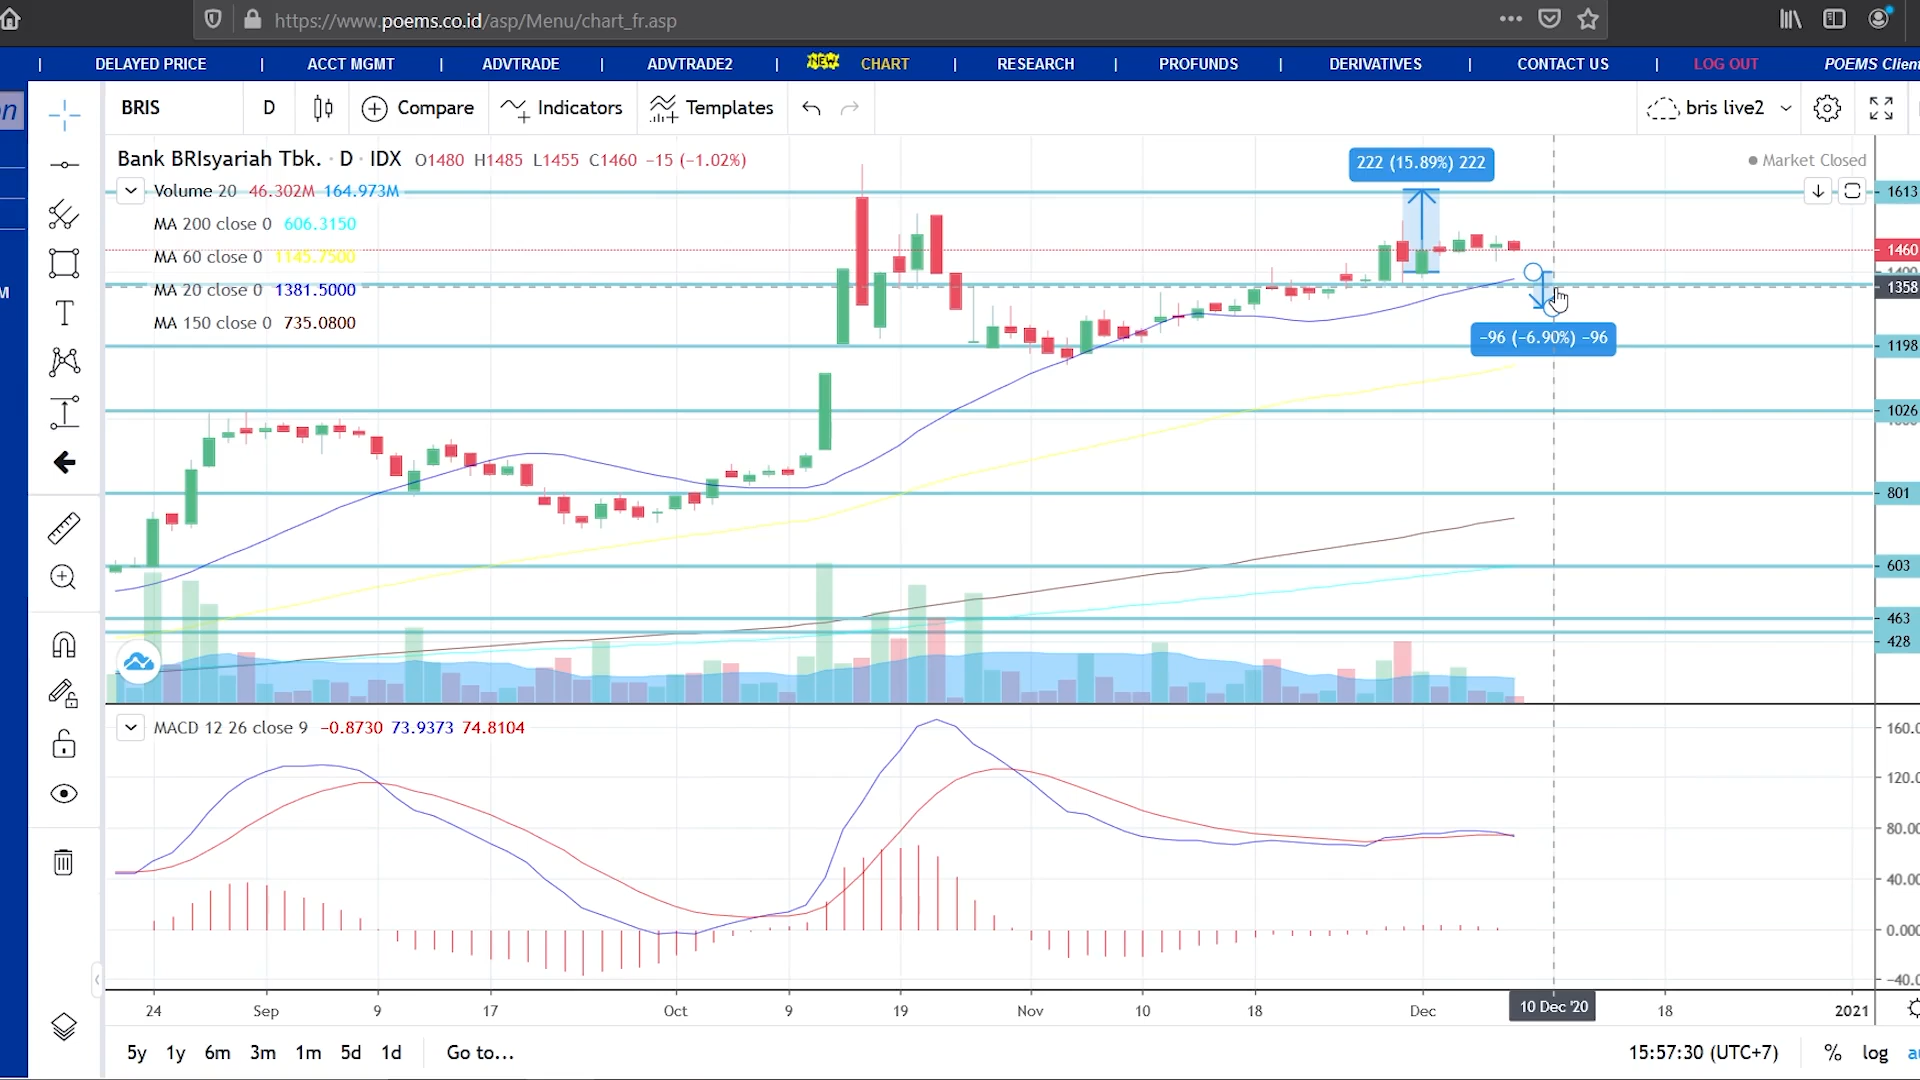 https://www.poems.co.id/asp/Menu/chart_fr.asp
| DELAYED PRICE | ACCT MGMT | ADVTRADE | ADVTRADE2 | NEW CHART | RESEARCH | PROFUNDS | DERIVATIVES | CONTACT US | LOG OUT POEMS Client
on
BRIS D Compare Indicators Templates bris live2
Bank BRIsyariah Tbk. · D · IDX O1480 H1485 L1455 C1460 −15 (−1.02%)
Market Closed
222 (15.89%) 222
Volume 20 46.302M 164.973M
MA 200 close 0 606.3150
MA 60 close 0 1145.7500
MA 20 close 0 1381.5000
MA 150 close 0 735.0800
M
−96 (−6.90%) −96
1613
1460
1400
1358
1198
1026
801
603
463
428
MACD 12 26 close 9 −0.8730 73.9373 74.8104
160.0
120.0
80.00
40.00
0.000
−40.0
24 Sep 9 17 Oct 9 19 Nov 10 18 Dec 10 Dec '20 18 2021
5y 1y 6m 3m 1m 5d 1d Go to... 15:57:30 (UTC+7) % log